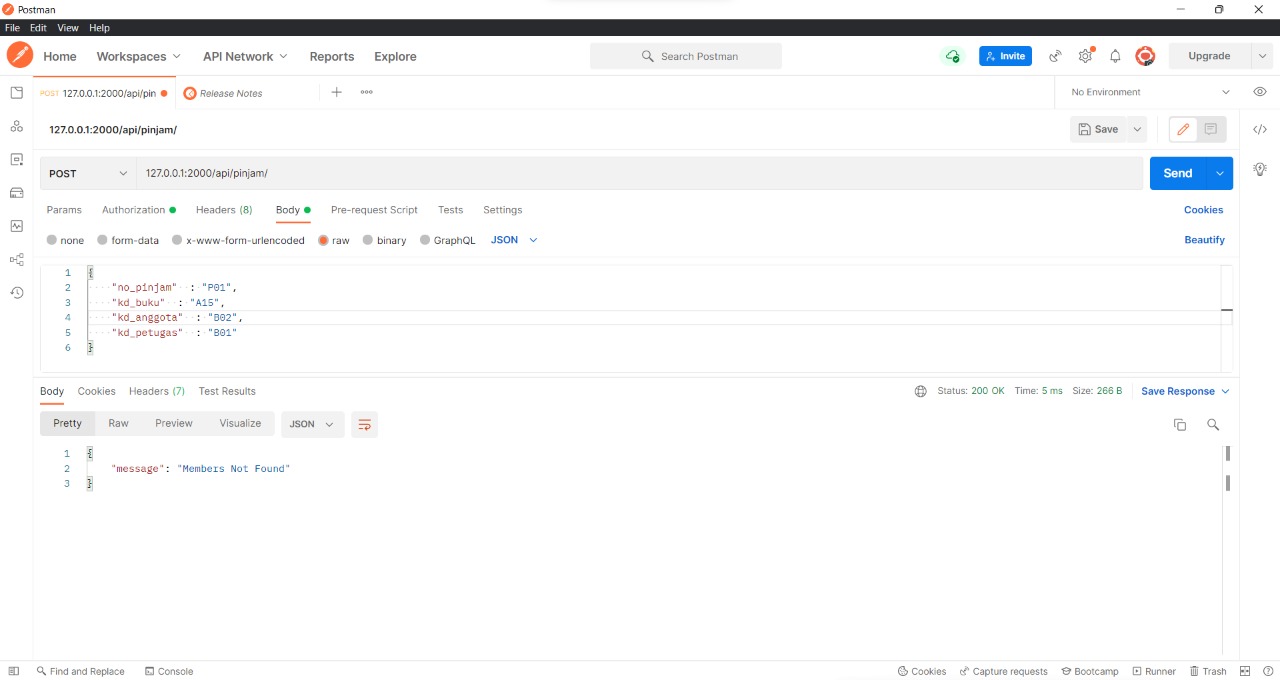 Postman
File Edit View Help
Home Workspaces API Network Reports Explore Search Postman Invite Upgrade
POST 127.0.0.1:2000/api/pin Release Notes No Environment
127.0.0.1:2000/api/pinjam/ Save
POST 127.0.0.1:2000/api/pinjam/ Send
Params Authorization Headers (8) Body Pre-request Script Tests Settings Cookies
none form-data x-www-form-urlencoded raw binary GraphQL JSON Beautify
1 {
2 "no_pinjam" : "P01",
3 "kd_buku" : "A15",
4 "kd_anggota" : "B02",
5 "kd_petugas" : "B01"
6 }
Body Cookies Headers (7) Test Results Status: 200 OK Time: 5 ms Size: 266 B Save Response
Pretty Raw Preview Visualize JSON
1 {
2 "message": "Members Not Found"
3 }
Find and Replace Console Cookies Capture requests Bootcamp Runner Trash